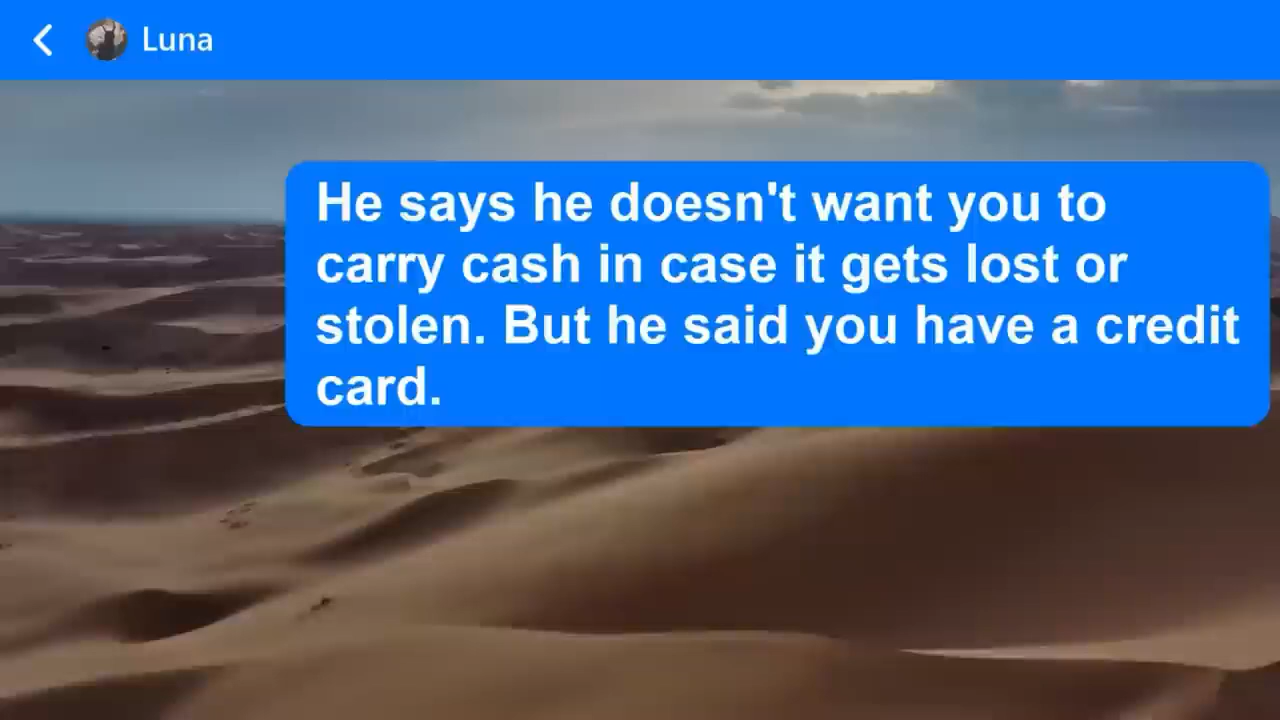 Luna
He says he doesn't want you to
carry cash in case it gets lost or
stolen. But he said you have a credit
card.